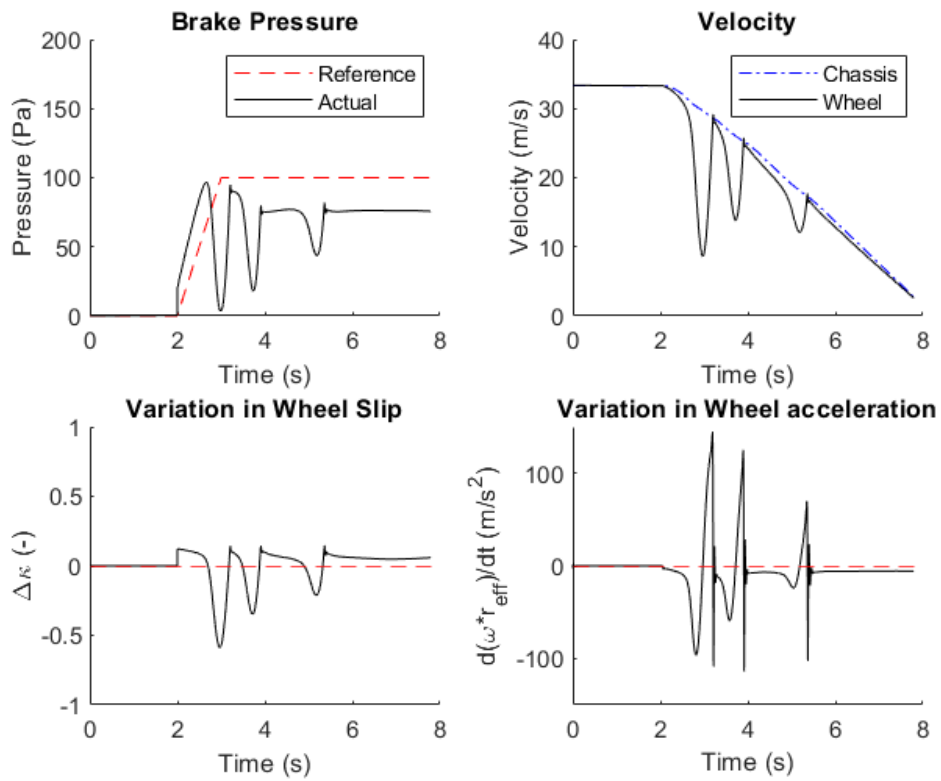 Brake Pressure
200
150
100
50
0
Pressure (Pa)
Reference
Actual
0 2 4 6 8
Time (s)
Velocity
40
30
20
10
0
Velocity (m/s)
Chassis
Wheel
0 2 4 6 8
Time (s)
Variation in Wheel Slip
1
0.5
0
-0.5
-1
Δκ (-)
0 2 4 6 8
Time (s)
Variation in Wheel acceleration
100
0
-100
d(ω*r_eff)/dt (m/s²)
0 2 4 6 8
Time (s)